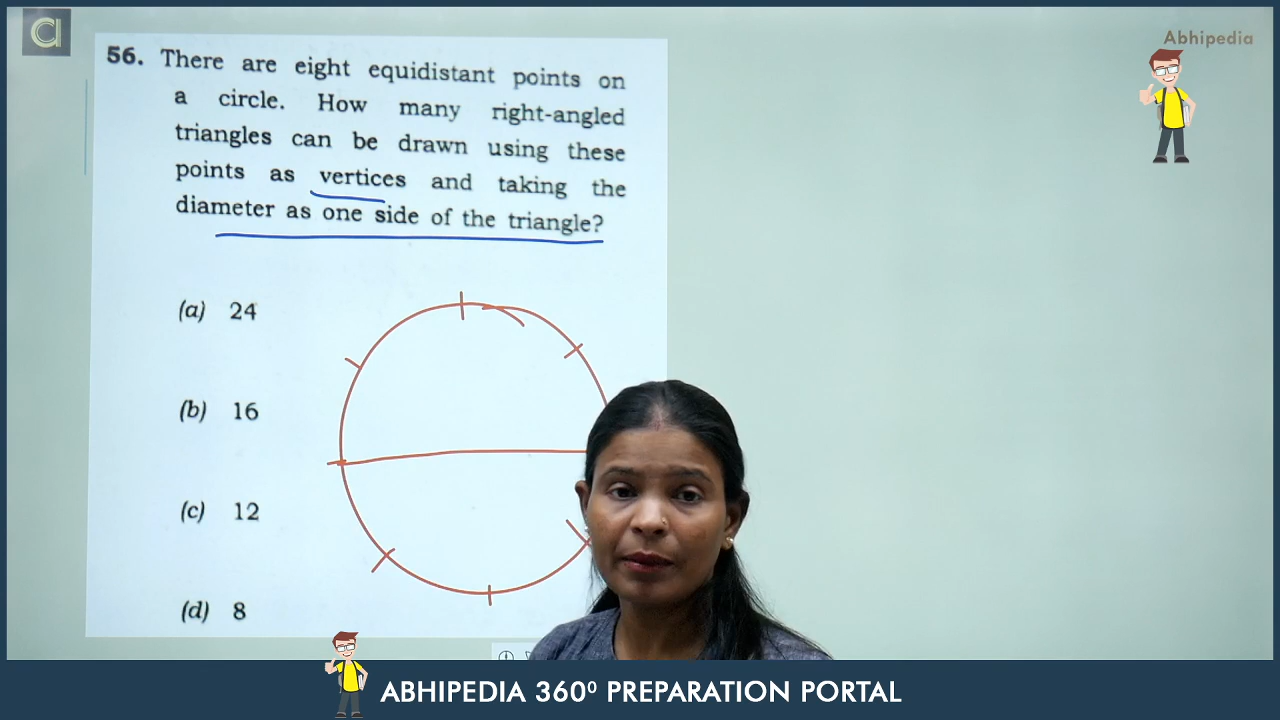 Abhipedia
56. There are eight equidistant points on
a circle. How many right-angled
triangles can be drawn using these
points as vertices and taking the
diameter as one side of the triangle?
(a) 24
(b) 16
(c) 12
(d) 8
ABHIPEDIA 360⁰ PREPARATION PORTAL